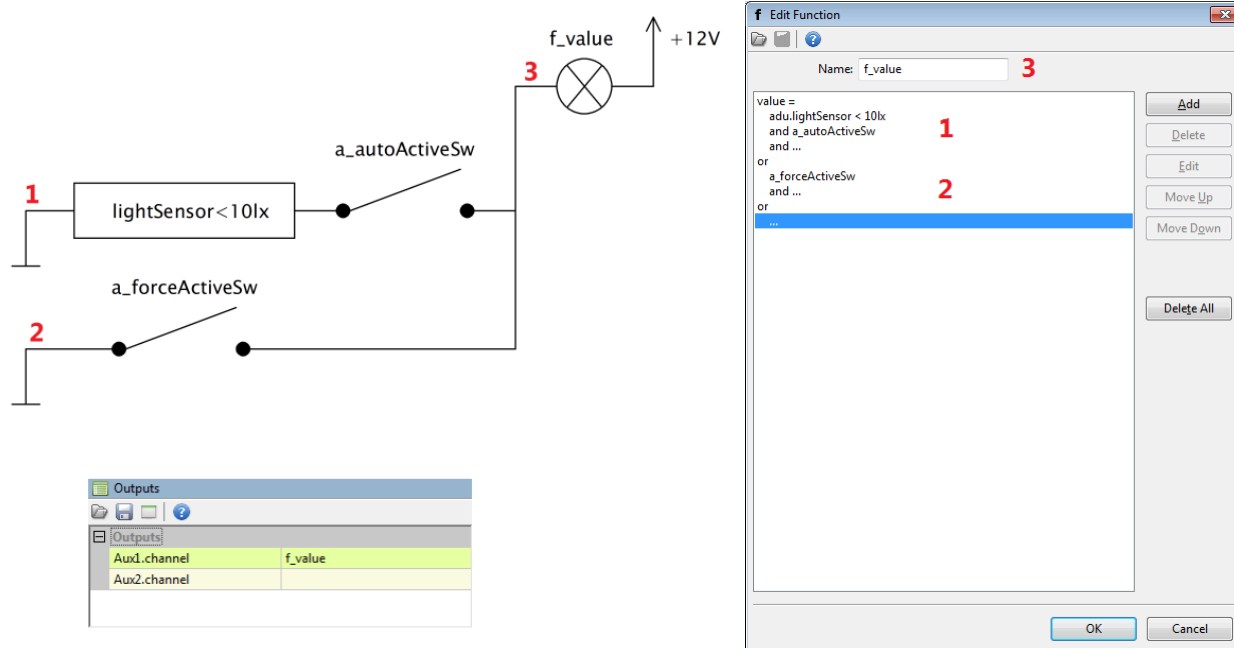 f_value
+12V
3
a_autoActiveSw
1
lightSensor<10lx
a_forceActiveSw
2
Outputs
Outputs
Aux1.channel f_value
Aux2.channel
f Edit Function
Name: f_value 3
value =
adu.lightSensor < 10lx
and a_autoActiveSw
and ...
1
or
a_forceActiveSw
and ...
2
or
...
Add
Delete
Edit
Move Up
Move Down
Delete All
OK
Cancel